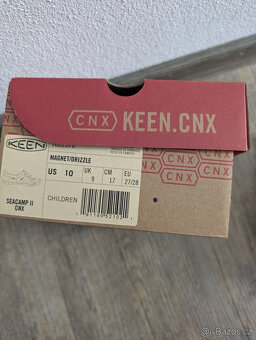 CNX KEEN.CNX
CNX
MAGNET/DRIZZLE
KEEN
US 10
UK 9
CM 17
EU 27/28
SEACAMP II
CNX
CHILDREN
CNX
CNX
sbazos.cz